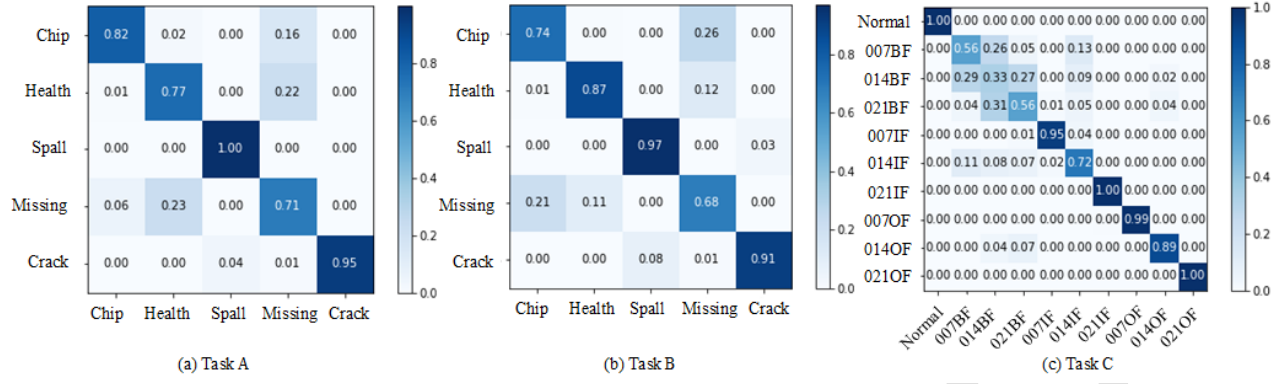 Chip 0.82 0.02 0.00 0.16 0.00
Health 0.01 0.77 0.00 0.22 0.00
Spall 0.00 0.00 1.00 0.00 0.00
Missing 0.06 0.23 0.00 0.71 0.00
Crack 0.00 0.00 0.04 0.01 0.95
Chip Health Spall Missing Crack
0.8
0.6
0.4
0.2
0.0
(a) Task A
Chip 0.74 0.00 0.00 0.26 0.00
Health 0.01 0.87 0.00 0.12 0.00
Spall 0.00 0.00 0.97 0.00 0.03
Missing 0.21 0.11 0.00 0.68 0.00
Crack 0.00 0.00 0.08 0.01 0.91
Chip Health Spall Missing Crack
0.8
0.6
0.4
0.2
0.0
(b) Task B
Normal 1.00 0.00 0.00 0.00 0.00 0.00 0.00 0.00 0.00 0.00
007BF 0.00 0.56 0.26 0.05 0.00 0.13 0.00 0.00 0.00 0.00
014BF 0.00 0.29 0.33 0.27 0.00 0.09 0.00 0.00 0.02 0.00
021BF 0.00 0.04 0.31 0.56 0.01 0.05 0.00 0.00 0.04 0.00
007IF 0.00 0.00 0.00 0.01 0.95 0.04 0.00 0.00 0.00 0.00
014IF 0.00 0.11 0.08 0.07 0.02 0.72 0.00 0.00 0.00 0.00
021IF 0.00 0.00 0.00 0.00 0.00 0.00 1.00 0.00 0.00 0.00
007OF 0.00 0.00 0.00 0.00 0.00 0.00 0.00 0.99 0.00 0.00
014OF 0.00 0.00 0.04 0.07 0.00 0.00 0.00 0.00 0.89 0.00
021OF 0.00 0.00 0.00 0.00 0.00 0.00 0.00 0.00 0.00 1.00
Normal 007BF 014BF 021BF 007IF 014IF 021IF 007OF 014OF 021OF
1.0
0.8
0.6
0.4
0.2
0.0
(c) Task C